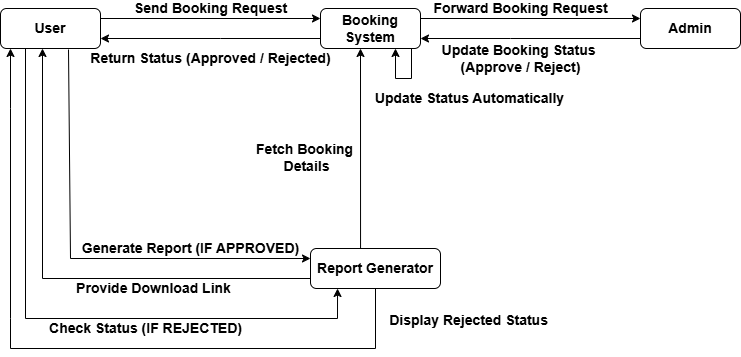 Send Booking Request
Forward Booking Request
User
Booking
System
Admin
Return Status (Approved / Rejected)
Update Booking Status
(Approve / Reject)
Update Status Automatically
Fetch Booking
Details
Generate Report (IF APPROVED)
Report Generator
Provide Download Link
Check Status (IF REJECTED)
Display Rejected Status